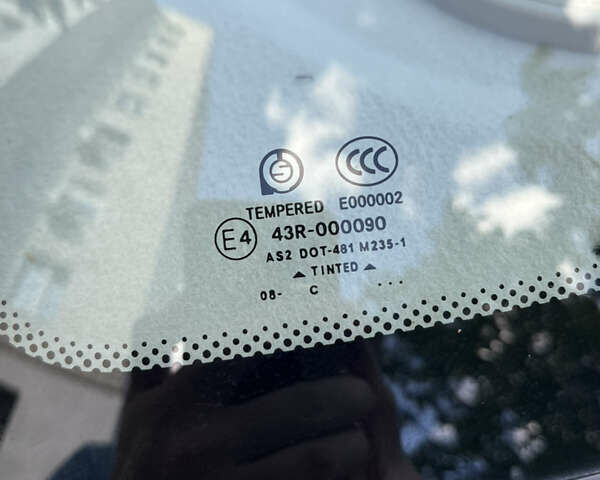 CCC
TEMPERED E000002
E4 43R-000090
AS2 DOT-481 M235-1
TINTED
08- C ...